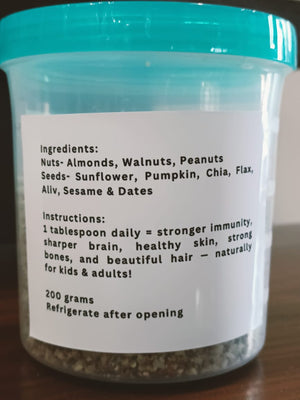 Ingredients:
Nuts- Almonds, Walnuts, Peanuts
Seeds- Sunflower, Pumpkin, Chia, Flax,
Aliv, Sesame & Dates
Instructions:
1 tablespoon daily = stronger immunity,
sharper brain, healthy skin, strong
bones, and beautiful hair — naturally
for kids & adults!
200 grams
Refrigerate after opening